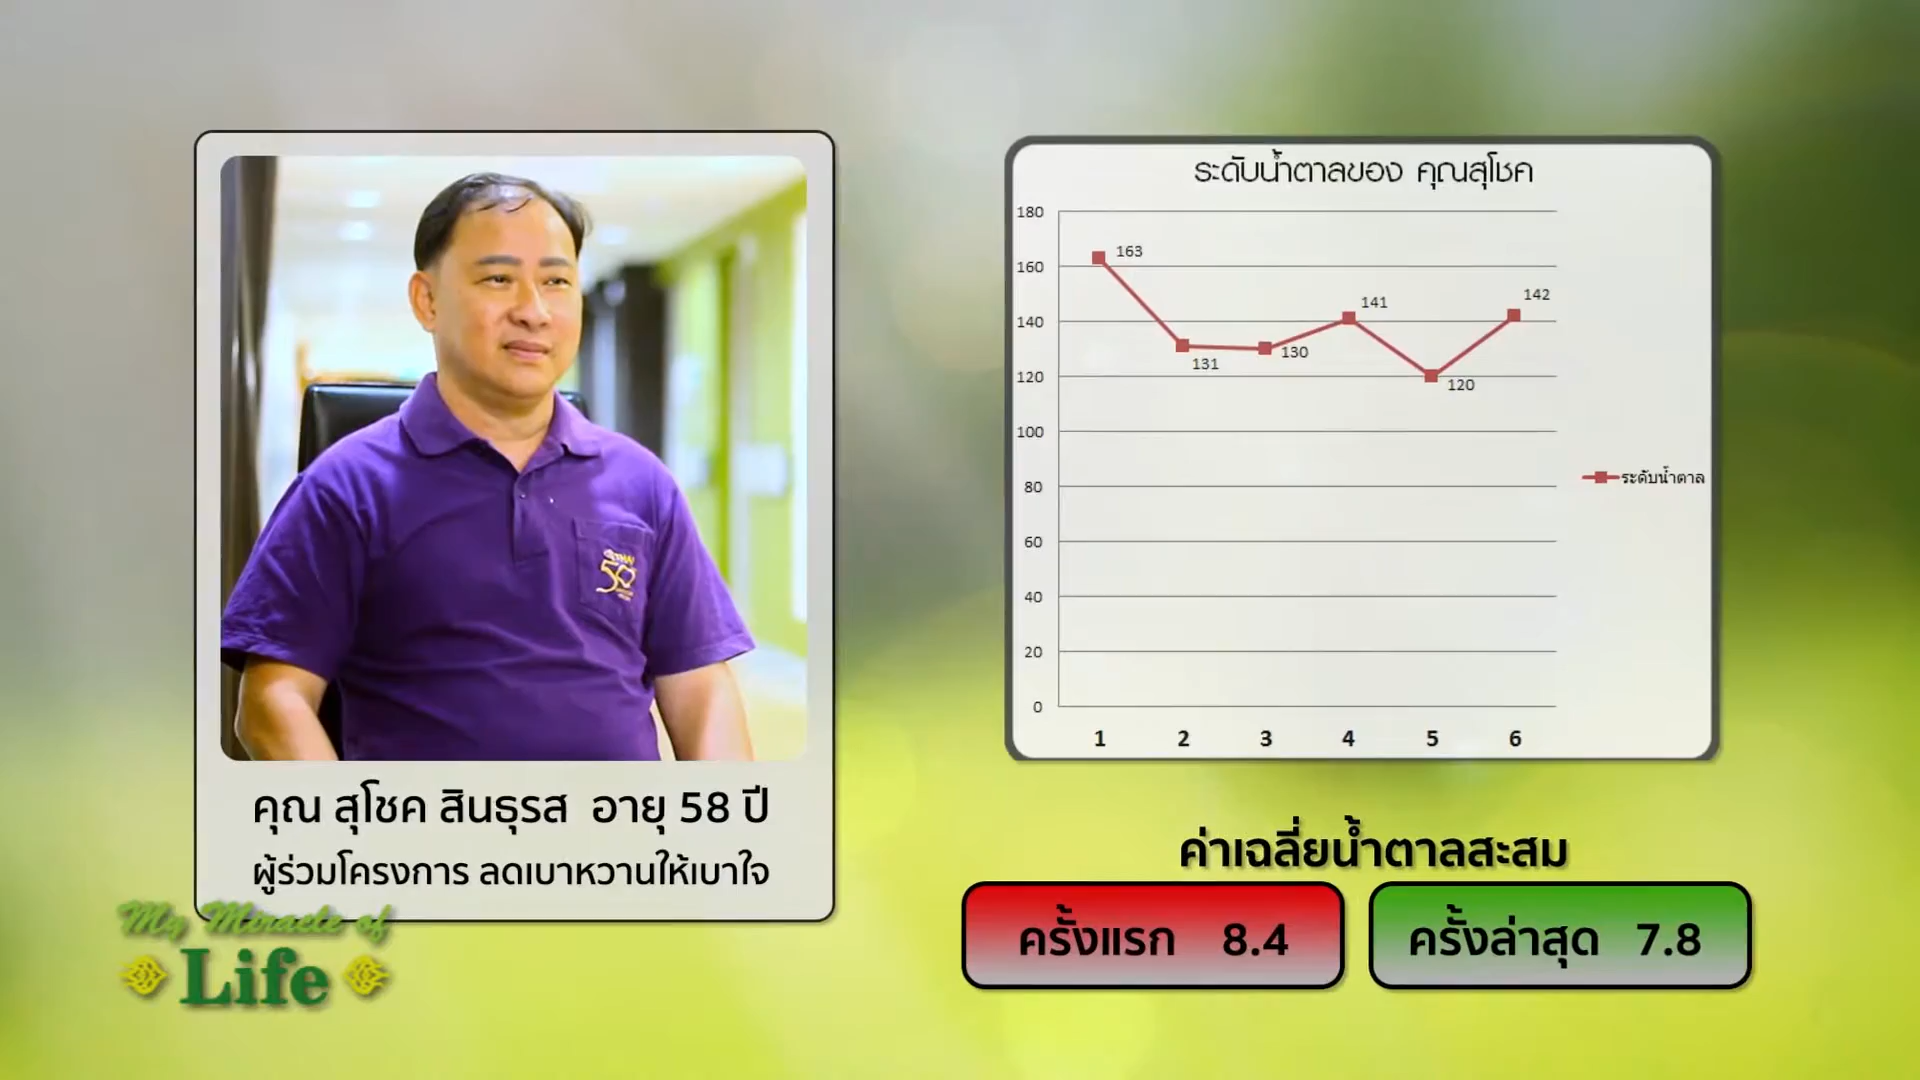 คุณ สุโชค สินธุรส อายุ 58 ปี
ผู้ร่วมโครงการ ลดเบาหวานให้เบาใจ
My Miracle of
Life
50
ระดับน้ำตาลของ คุณสุโชค
180
160
140
120
100
80
60
40
20
0
163
131
130
141
120
142
1 2 3 4 5 6
ระดับน้ำตาล
ค่าเฉลี่ยน้ำตาลสะสม
ครั้งแรก 8.4
ครั้งล่าสุด 7.8